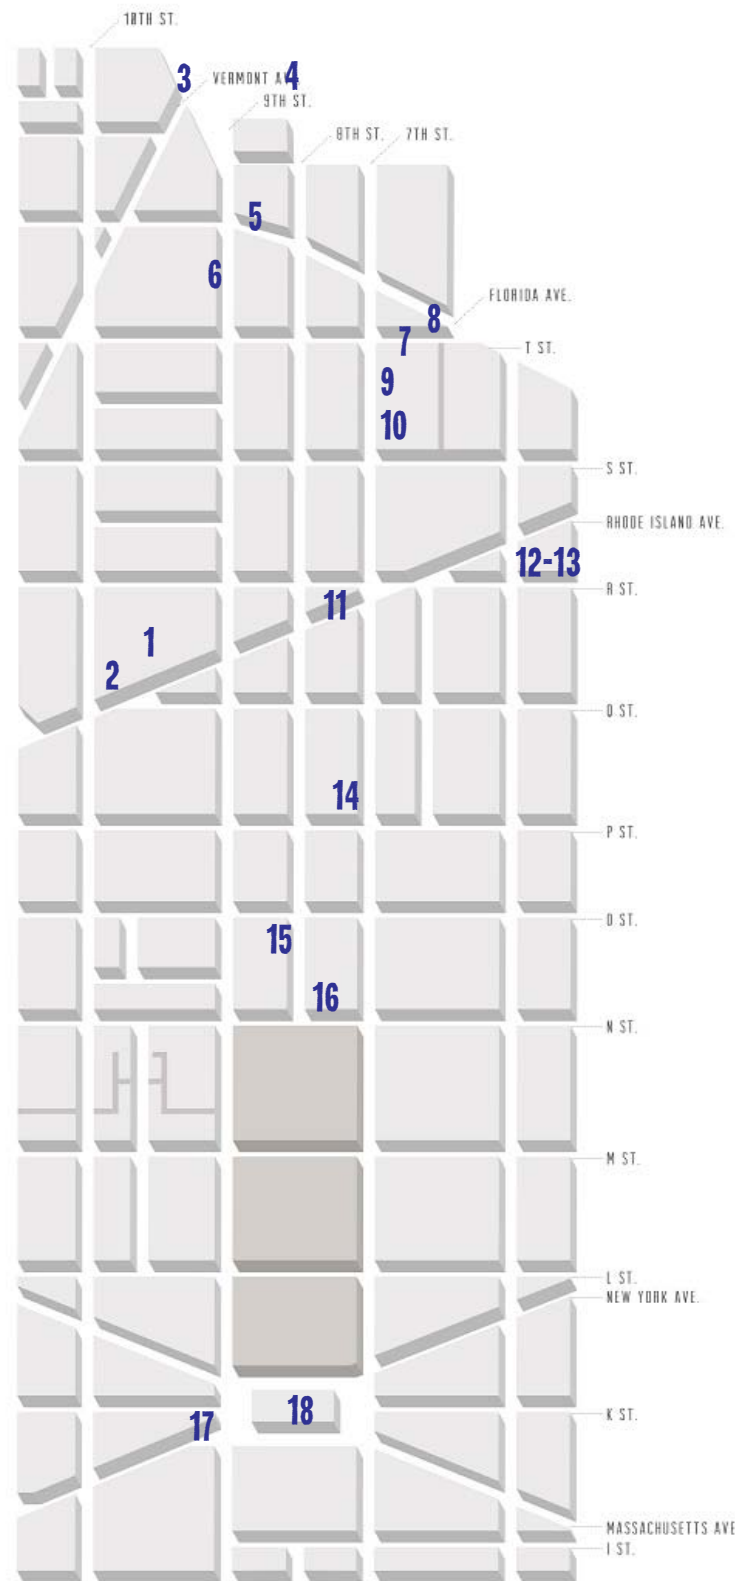 10TH ST.
3
VERMONT AVE.
4
9TH ST.
8TH ST.
7TH ST.
5
6
FLORIDA AVE.
8
7
T ST.
9
10
S ST.
RHODE ISLAND AVE.
12-13
R ST.
11
1
2
Q ST.
14
P ST.
O ST.
15
16
N ST.
M ST.
L ST.
NEW YORK AVE.
18
K ST.
17
MASSACHUSETTS AVE
I ST.